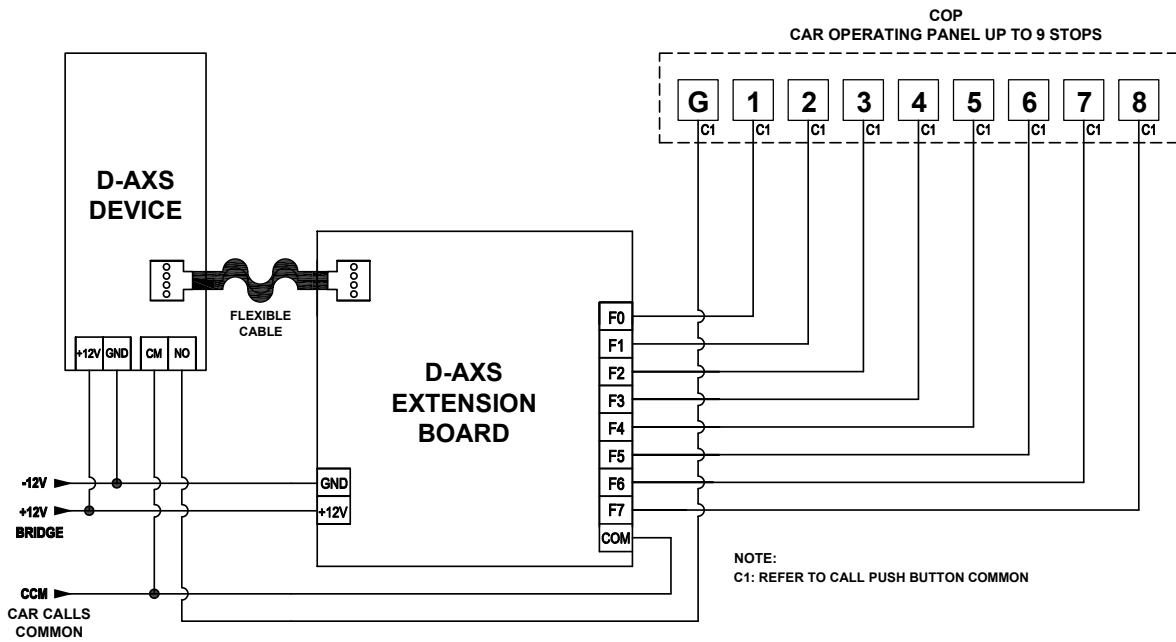 COP
CAR OPERATING PANEL UP TO 9 STOPS
G 1 2 3 4 5 6 7 8
C1 C1 C1 C1 C1 C1 C1 C1 C1
D-AXS
DEVICE
FLEXIBLE
CABLE
+12V GND CM NO
D-AXS
EXTENSION
BOARD
F0
F1
F2
F3
F4
F5
F6
F7
COM
GND
+12V
-12V
+12V
BRIDGE
CCM
CAR CALLS
COMMON
NOTE:
C1: REFER TO CALL PUSH BUTTON COMMON